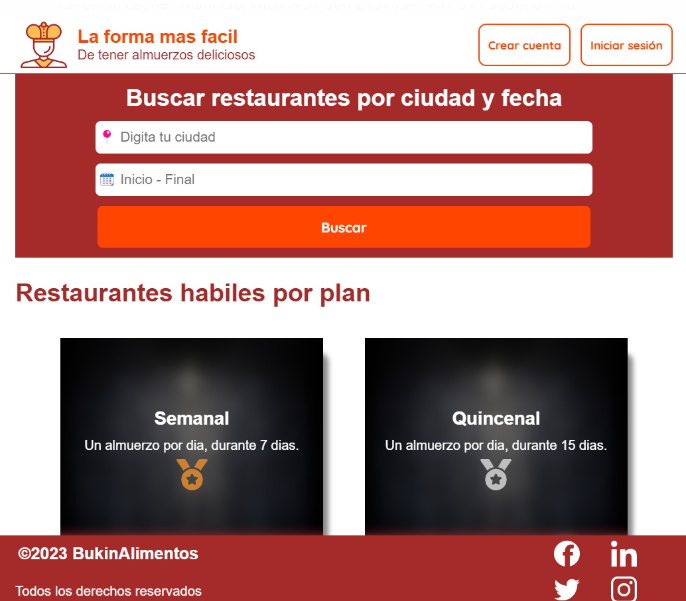 La forma mas facil
De tener almuerzos deliciosos
Crear cuenta
Iniciar sesión
Buscar restaurantes por ciudad y fecha
Digita tu ciudad
Inicio - Final
Buscar
Restaurantes habiles por plan
Semanal
Un almuerzo por dia, durante 7 dias.
Quincenal
Un almuerzo por dia, durante 15 dias.
©2023 BukinAlimentos
Todos los derechos reservados